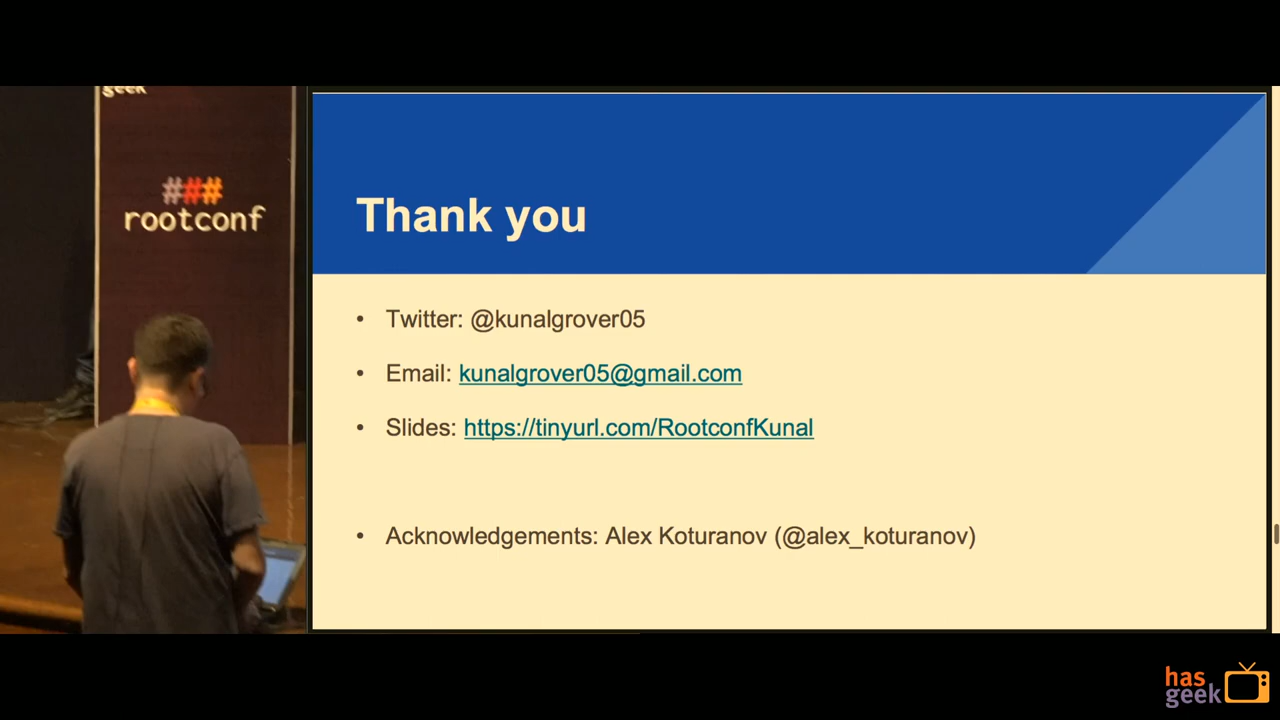 geek
###
rootconf
Thank you
• Twitter: @kunalgrover05
• Email: kunalgrover05@gmail.com
• Slides: https://tinyurl.com/RootconfKunal
• Acknowledgements: Alex Koturanov (@alex_koturanov)
has
geek